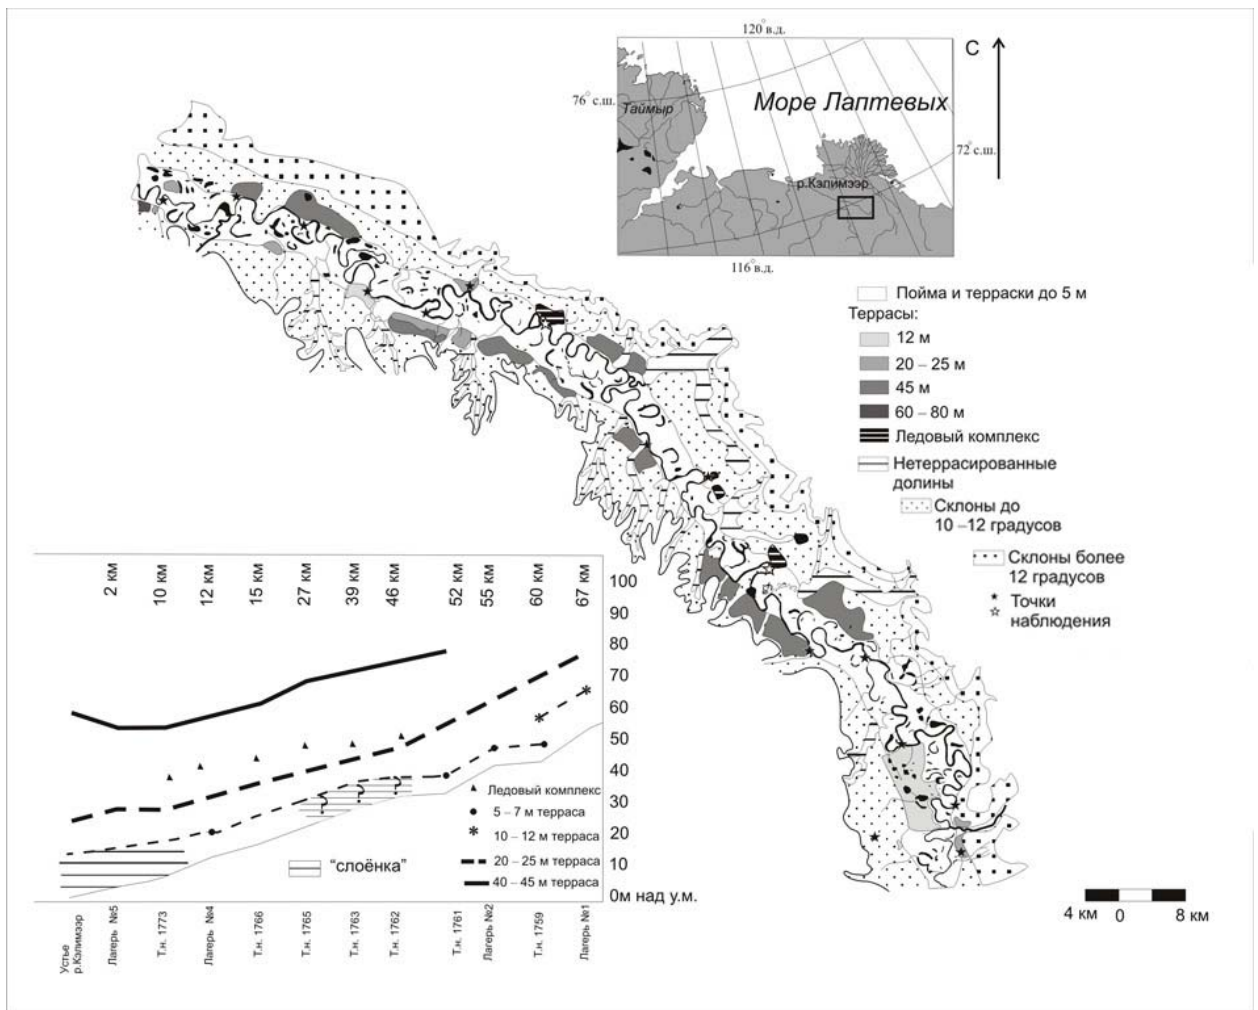 120° в.д.
С
76° с.ш.
Таймыр
Море Лаптевых
72° с.ш.
р.Кэлимээр
116° в.д.
Пойма и терраски до 5 м
Террасы:
12 м
20 – 25 м
45 м
60 – 80 м
Ледовый комплекс
Нетеррасированные
долины
Склоны до
10 –12 градусов
Склоны более
12 градусов
Точки
наблюдения
4 км
0
8 км
2 км
10 км
12 км
15 км
27 км
39 км
46 км
52 км
55 км
60 км
67 км
100
90
80
70
60
50
40
30
20
10
0м над у.м.
?
?
?
Ледовый комплекс
5 – 7 м терраса
10 – 12 м терраса
20 – 25 м терраса
40 – 45 м терраса
"слоёнка"
Устье
р.Кэлимээр
Лагерь №5
Т.н. 1773
Лагерь №4
Т.н. 1766
Т.н. 1765
Т.н. 1763
Т.н. 1762
Т.н. 1761
Лагерь №2
Т.н. 1759
Лагерь №1